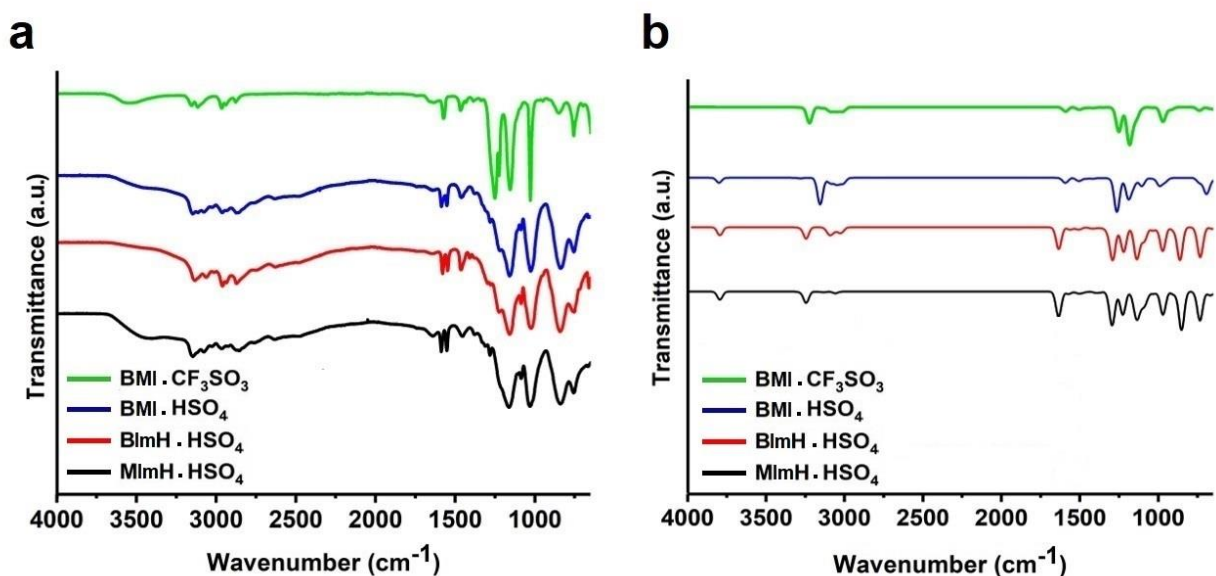 a
Transmittance (a.u.)
BMI.CF₃SO₃
BMI.HSO₄
BImH.HSO₄
MImH.HSO₄
4000 3500 3000 2500 2000 1500 1000
Wavenumber (cm⁻¹)
b
Transmittance (a.u.)
BMI.CF₃SO₃
BMI.HSO₄
BImH.HSO₄
MImH.HSO₄
4000 3500 3000 2500 2000 1500 1000
Wavenumber (cm⁻¹)